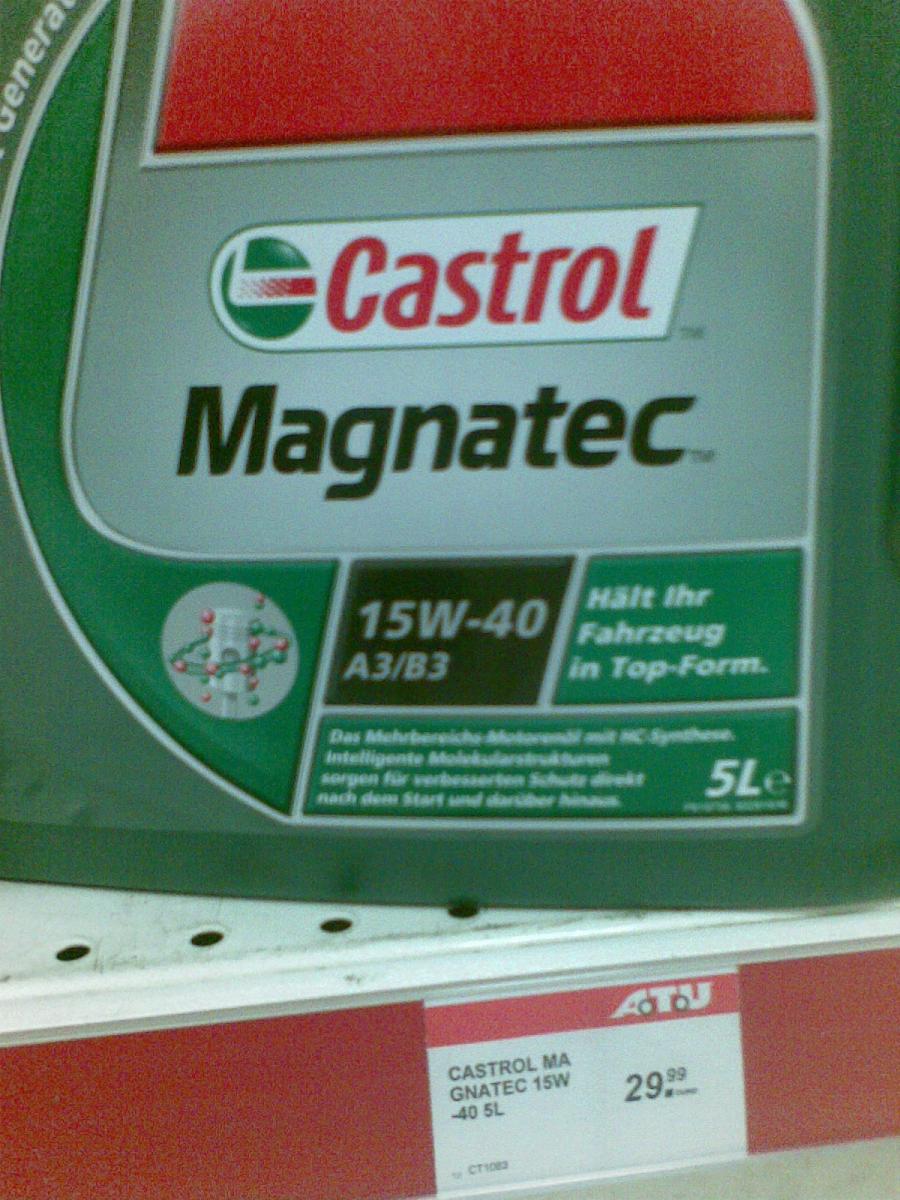 Castrol
TM
Magnatec
TM
15W-40
A3/B3
Hält Ihr
Fahrzeug
in Top-Form.
Das Mehrbereichs-Motorenöl mit HC-Synthese.
Intelligente Molekularstrukturen
sorgen für verbesserten Schutz direkt
nach dem Start und darüber hinaus.
5L e
ATU
CASTROL MA
GNATEC 15W
-40 5L
29.99
CT1083